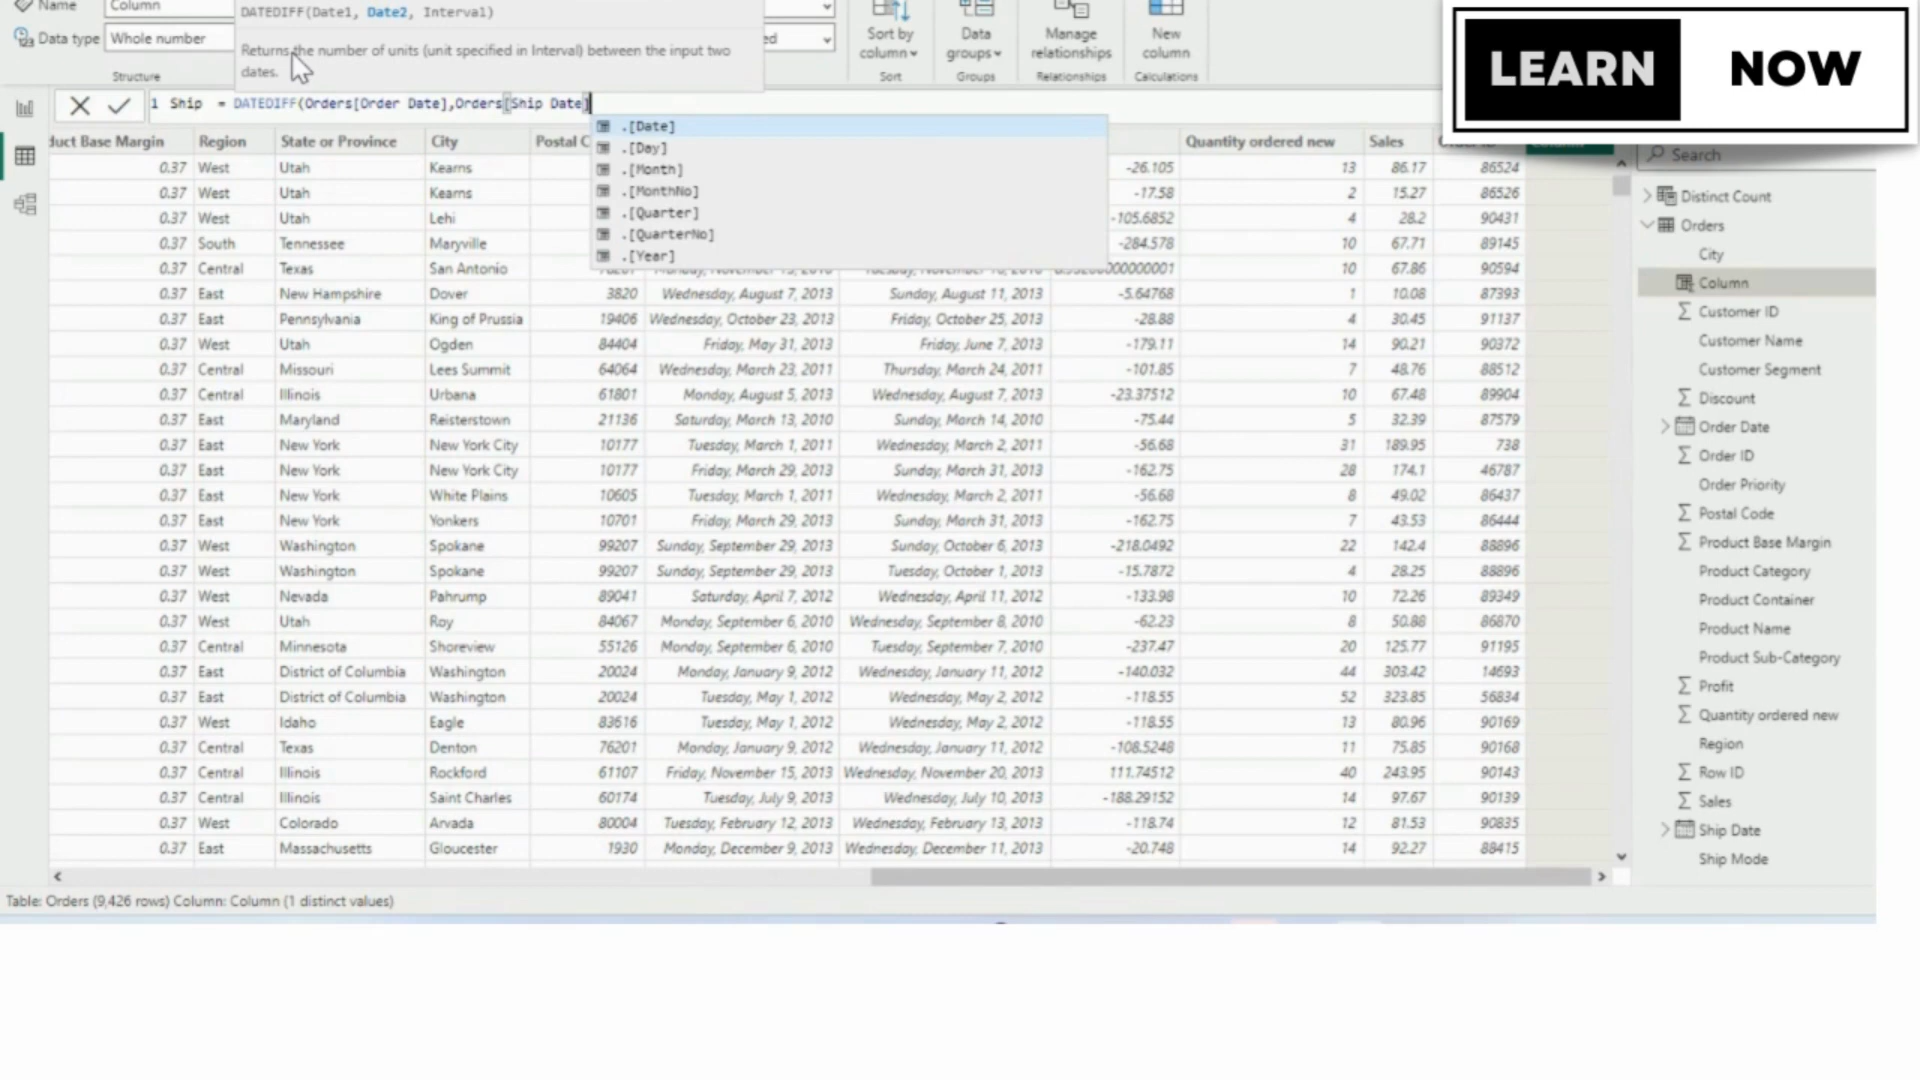 Name Column
DATEDIFF(Date1, Date2, Interval)
Data type Whole number
Returns the number of units (unit specified in Interval) between the input two
dates.
Structure
Sort by
column
Sort
Data
groups
Groups
Manage
relationships
Relationships
New
column
Calculations
LEARN NOW
1 Ship = DATEDIFF(Orders[Order Date],Orders[Ship Date]
.[Date]
.[Day]
.[Month]
.[MonthNo]
.[Quarter]
.[QuarterNo]
.[Year]
duct Base Margin Region State or Province City Postal C Quantity ordered new Sales
0.37 West Utah Kearns -26.105 13 86.17 86524
0.37 West Utah Kearns -17.58 2 15.27 86526
0.37 West Utah Lehi -105.6852 4 28.2 90431
0.37 South Tennessee Maryville -284.578 10 67.71 89145
0.37 Central Texas San Antonio 10 67.86 90594
0.37 East New Hampshire Dover 3820 Wednesday, August 7, 2013 Sunday, August 11, 2013 -5.64768 1 10.08 87393
0.37 East Pennsylvania King of Prussia 19406 Wednesday, October 23, 2013 Friday, October 25, 2013 -28.88 4 30.45 91137
0.37 West Utah Ogden 84404 Friday, May 31, 2013 Friday, June 7, 2013 -179.11 14 90.21 90372
0.37 Central Missouri Lees Summit 64064 Wednesday, March 23, 2011 Thursday, March 24, 2011 -101.85 7 48.76 88512
0.37 Central Illinois Urbana 61801 Monday, August 5, 2013 Wednesday, August 7, 2013 -23.37512 10 67.48 89904
0.37 East Maryland Reisterstown 21136 Saturday, March 13, 2010 Sunday, March 14, 2010 -75.44 5 32.39 87579
0.37 East New York New York City 10177 Tuesday, March 1, 2011 Wednesday, March 2, 2011 -56.68 31 189.95 738
0.37 East New York New York City 10177 Friday, March 29, 2013 Sunday, March 31, 2013 -162.75 28 174.1 46787
0.37 East New York White Plains 10605 Tuesday, March 1, 2011 Wednesday, March 2, 2011 -56.68 8 49.02 86437
0.37 East New York Yonkers 10701 Friday, March 29, 2013 Sunday, March 31, 2013 -162.75 7 43.53 86444
0.37 West Washington Spokane 99207 Sunday, September 29, 2013 Sunday, October 6, 2013 -218.0492 22 142.4 88896
0.37 West Washington Spokane 99207 Sunday, September 29, 2013 Tuesday, October 1, 2013 -15.7872 4 28.25 88896
0.37 West Nevada Pahrump 89041 Saturday, April 7, 2012 Wednesday, April 11, 2012 -133.98 10 72.26 89349
0.37 West Utah Roy 84067 Monday, September 6, 2010 Wednesday, September 8, 2010 -62.23 8 50.88 86870
0.37 Central Minnesota Shoreview 55126 Monday, September 6, 2010 Tuesday, September 7, 2010 -237.47 20 125.77 91195
0.37 East District of Columbia Washington 20024 Monday, January 9, 2012 Wednesday, January 11, 2012 -140.032 44 303.42 14693
0.37 East District of Columbia Washington 20024 Tuesday, May 1, 2012 Wednesday, May 2, 2012 -118.55 52 323.85 56834
0.37 West Idaho Eagle 83616 Tuesday, May 1, 2012 Wednesday, May 2, 2012 -118.55 13 80.96 90169
0.37 Central Texas Denton 76201 Monday, January 9, 2012 Wednesday, January 11, 2012 -108.5248 11 75.85 90168
0.37 Central Illinois Rockford 61107 Friday, November 15, 2013 Wednesday, November 20, 2013 111.74512 40 243.95 90143
0.37 Central Illinois Saint Charles 60174 Tuesday, July 9, 2013 Wednesday, July 10, 2013 -188.29152 14 97.67 90139
0.37 West Colorado Arvada 80004 Tuesday, February 12, 2013 Wednesday, February 13, 2013 -118.74 12 81.53 90835
0.37 East Massachusetts Gloucester 1930 Monday, December 9, 2013 Wednesday, December 11, 2013 -20.748 14 92.27 88415
Search
Distinct Count
Orders
City
Column
Customer ID
Customer Name
Customer Segment
Discount
Order Date
Order ID
Order Priority
Postal Code
Product Base Margin
Product Category
Product Container
Product Name
Product Sub-Category
Profit
Quantity ordered new
Region
Row ID
Sales
Ship Date
Ship Mode
Table: Orders (9,426 rows) Column: Column (1 distinct values)